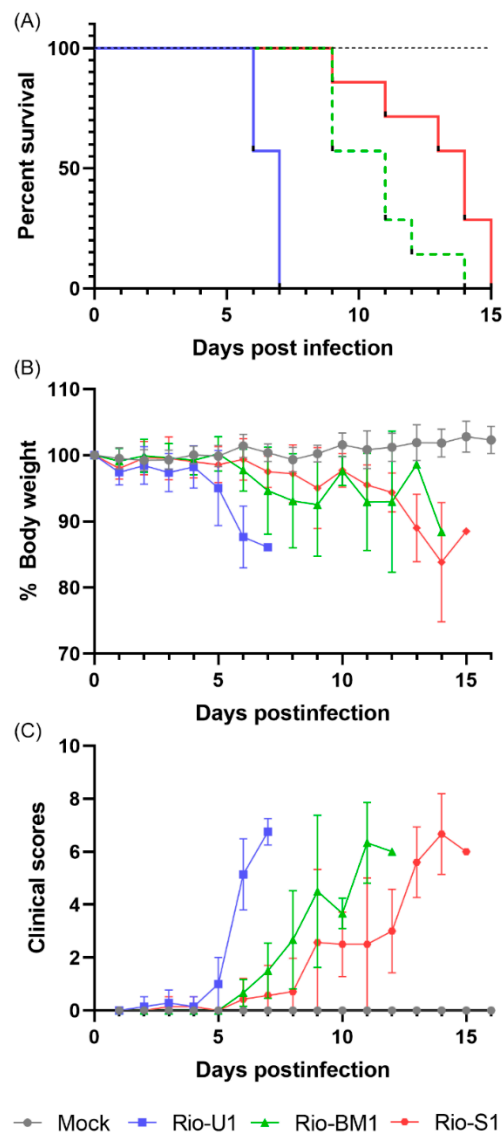 (A)
100
50
0
Percent survival
0 5 10 15
Days post infection
(B)
110
100
90
80
70
% Body weight
0 5 10 15
Days postinfection
(C)
10
8
6
4
2
0
Clinical scores
0 5 10 15
Days postinfection
Mock Rio-U1 Rio-BM1 Rio-S1